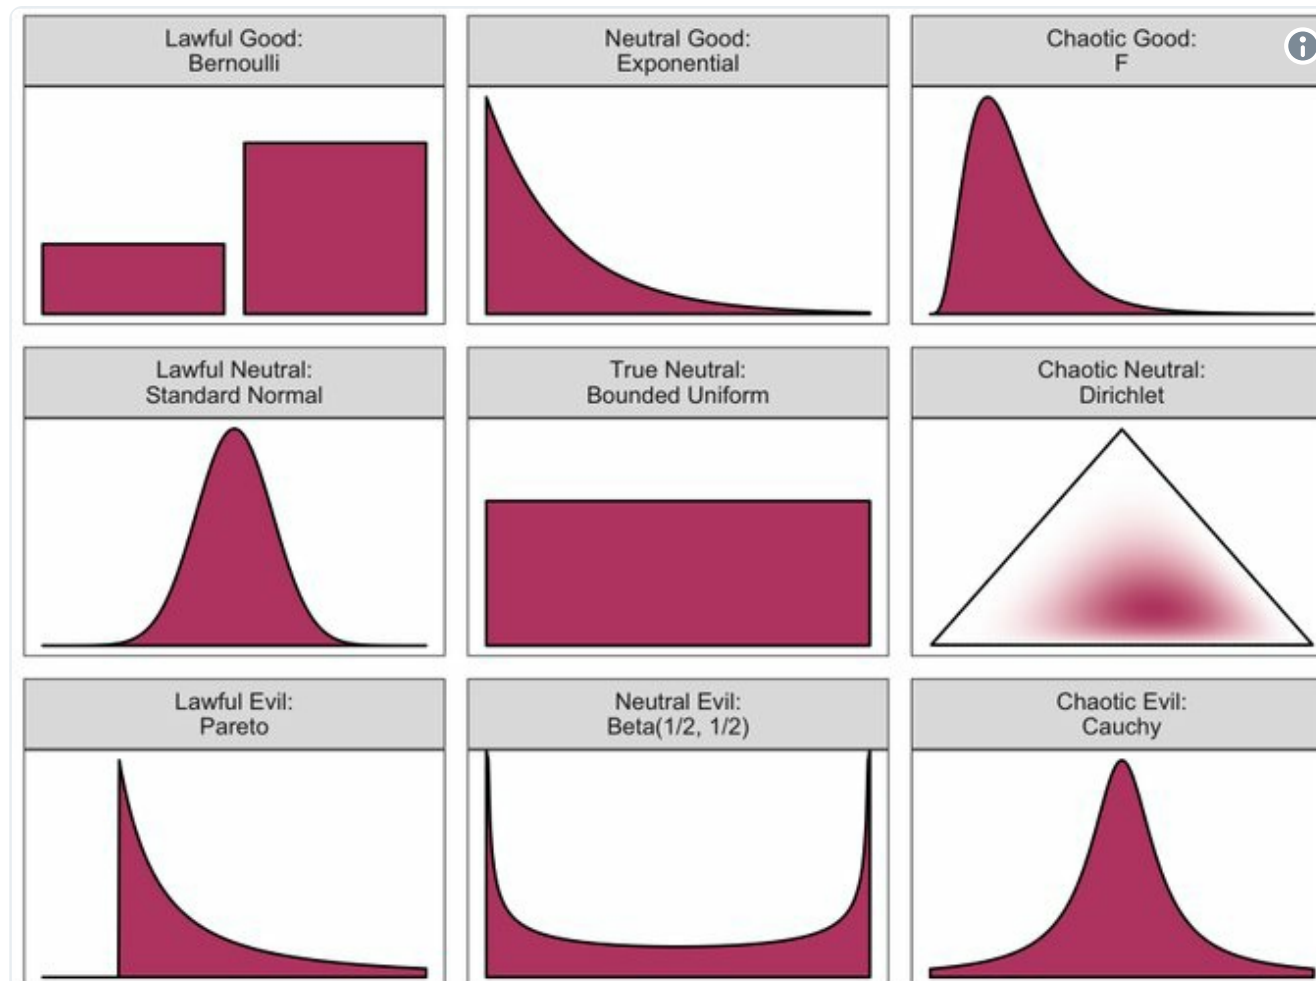 Lawful Good:
Bernoulli
Neutral Good:
Exponential
Chaotic Good:
F
Lawful Neutral:
Standard Normal
True Neutral:
Bounded Uniform
Chaotic Neutral:
Dirichlet
Lawful Evil:
Pareto
Neutral Evil:
Beta(1/2, 1/2)
Chaotic Evil:
Cauchy